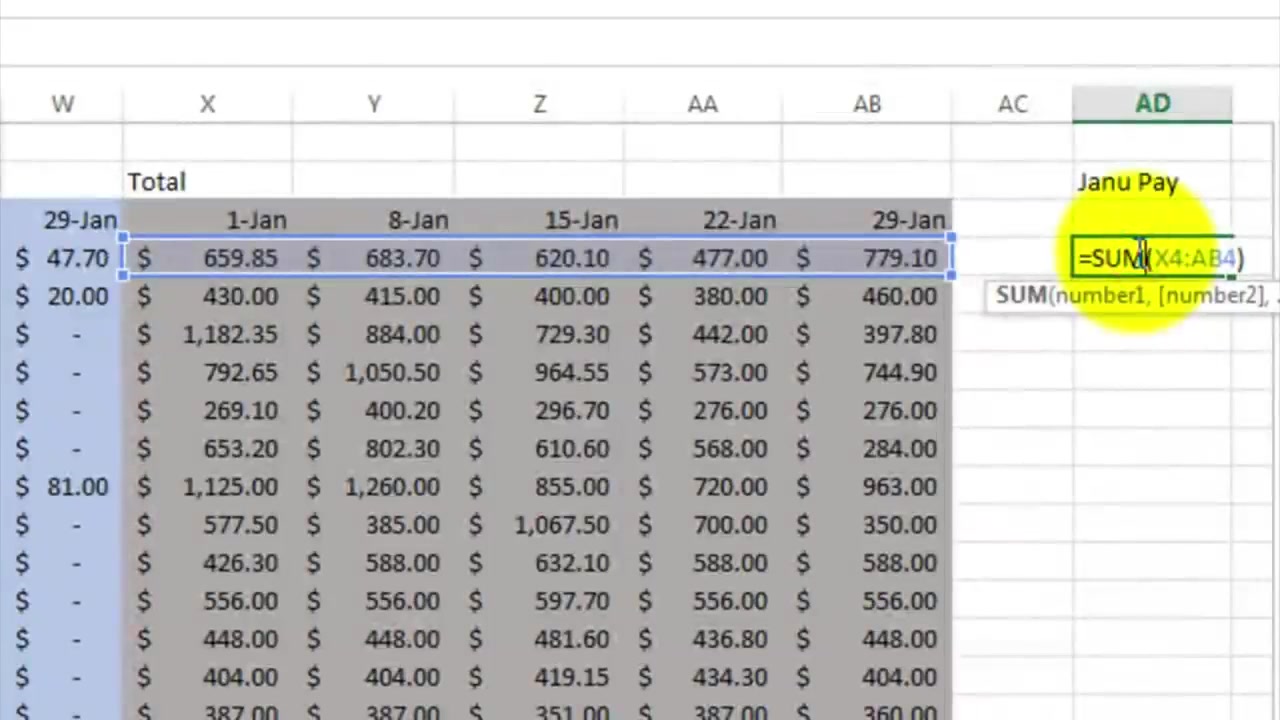 W X Y Z AA AB AC AD
Total Janu Pay
29-Jan 1-Jan 8-Jan 15-Jan 22-Jan 29-Jan
$ 47.70 $ 659.85 $ 683.70 $ 620.10 $ 477.00 $ 779.10 =SUM(X4:AB4)
$ 20.00 $ 430.00 $ 415.00 $ 400.00 $ 380.00 $ 460.00 SUM(number1, [number2], .
$ - $ 1,182.35 $ 884.00 $ 729.30 $ 442.00 $ 397.80
$ - $ 792.65 $ 1,050.50 $ 964.55 $ 573.00 $ 744.90
$ - $ 269.10 $ 400.20 $ 296.70 $ 276.00 $ 276.00
$ - $ 653.20 $ 802.30 $ 610.60 $ 568.00 $ 284.00
$ 81.00 $ 1,125.00 $ 1,260.00 $ 855.00 $ 720.00 $ 963.00
$ - $ 577.50 $ 385.00 $ 1,067.50 $ 700.00 $ 350.00
$ - $ 426.30 $ 588.00 $ 632.10 $ 588.00 $ 588.00
$ - $ 556.00 $ 556.00 $ 597.70 $ 556.00 $ 556.00
$ - $ 448.00 $ 448.00 $ 481.60 $ 436.80 $ 448.00
$ - $ 404.00 $ 404.00 $ 419.15 $ 434.30 $ 404.00
$ - $ 387.00 $ 387.00 $ 351.00 $ 387.00 $ 360.00